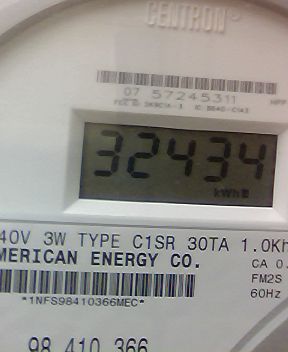 CENTRON®
07 57245311
32434
kWh
40V 3W TYPE C1SR 30TA 1.0Kh
MERICAN ENERGY CO.
CA 0.
FM2S
*1NFS98410366MEC*
60Hz
98 410 366